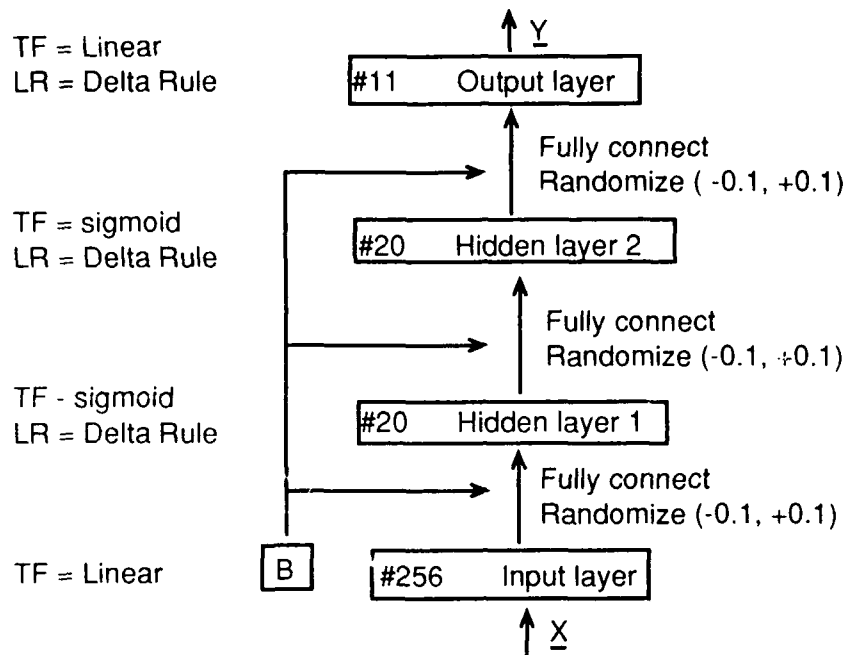 Y
TF = Linear
LR = Delta Rule
#11 Output layer
Fully connect
Randomize ( -0.1, +0.1)
TF = sigmoid
LR = Delta Rule
#20 Hidden layer 2
Fully connect
Randomize (-0.1, +0.1)
TF - sigmoid
LR = Delta Rule
#20 Hidden layer 1
Fully connect
Randomize (-0.1, +0.1)
TF = Linear
B
#256 Input layer
X